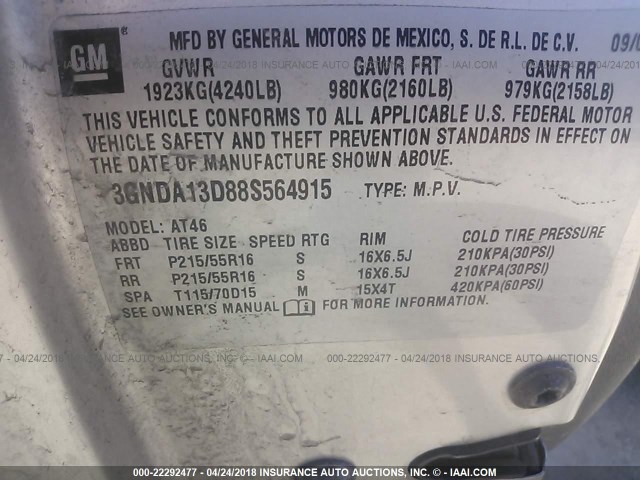 GM ®
MFD BY GENERAL MOTORS DE MEXICO, S. DE R.L. DE C.V. 09/0
GVWR GAWR FRT GAWR RR
1923KG(4240LB) 980KG(2160LB) 979KG(2158LB)
THIS VEHICLE CONFORMS TO ALL APPLICABLE U.S. FEDERAL MOTOR
VEHICLE SAFETY AND THEFT PREVENTION STANDARDS IN EFFECT ON
THE DATE OF MANUFACTURE SHOWN ABOVE.
3GNDA13D88S564915 TYPE: M.P.V.
MODEL: AT46
ABBD TIRE SIZE SPEED RTG RIM COLD TIRE PRESSURE
FRT P215/55R16 S 16X6.5J 210KPA(30PSI)
RR P215/55R16 S 16X6.5J 210KPA(30PSI)
SPA T115/70D15 M 15X4T 420KPA(60PSI)
SEE OWNER'S MANUAL i FOR MORE INFORMATION.
000-22292477 - 04/24/2018 INSURANCE AUTO AUCTIONS, INC. © - IAAI.COM